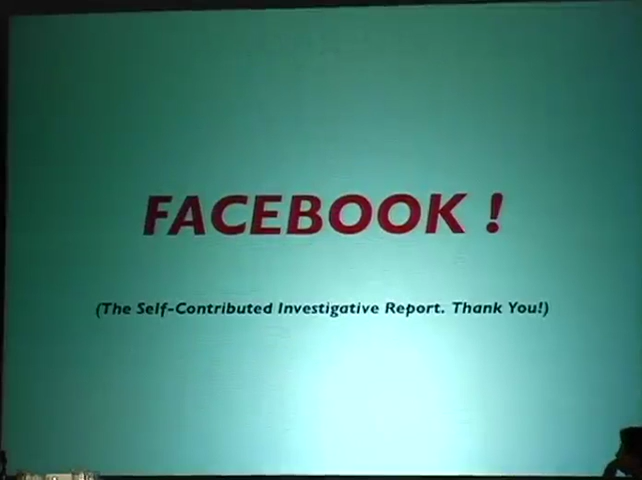 FACEBOOK !
(The Self-Contributed Investigative Report. Thank You!)